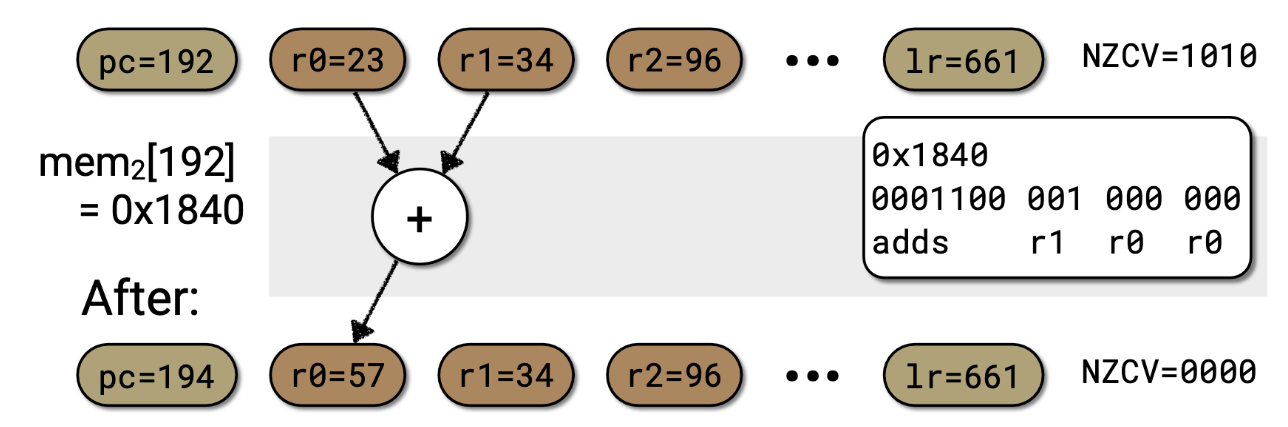 pc=192 r0=23 r1=34 r2=96 ••• lr=661 NZCV=1010
mem₂[192]
= 0x1840
+
0x1840
0001100 001 000 000
adds r1 r0 r0
After:
pc=194 r0=57 r1=34 r2=96 ••• lr=661 NZCV=0000